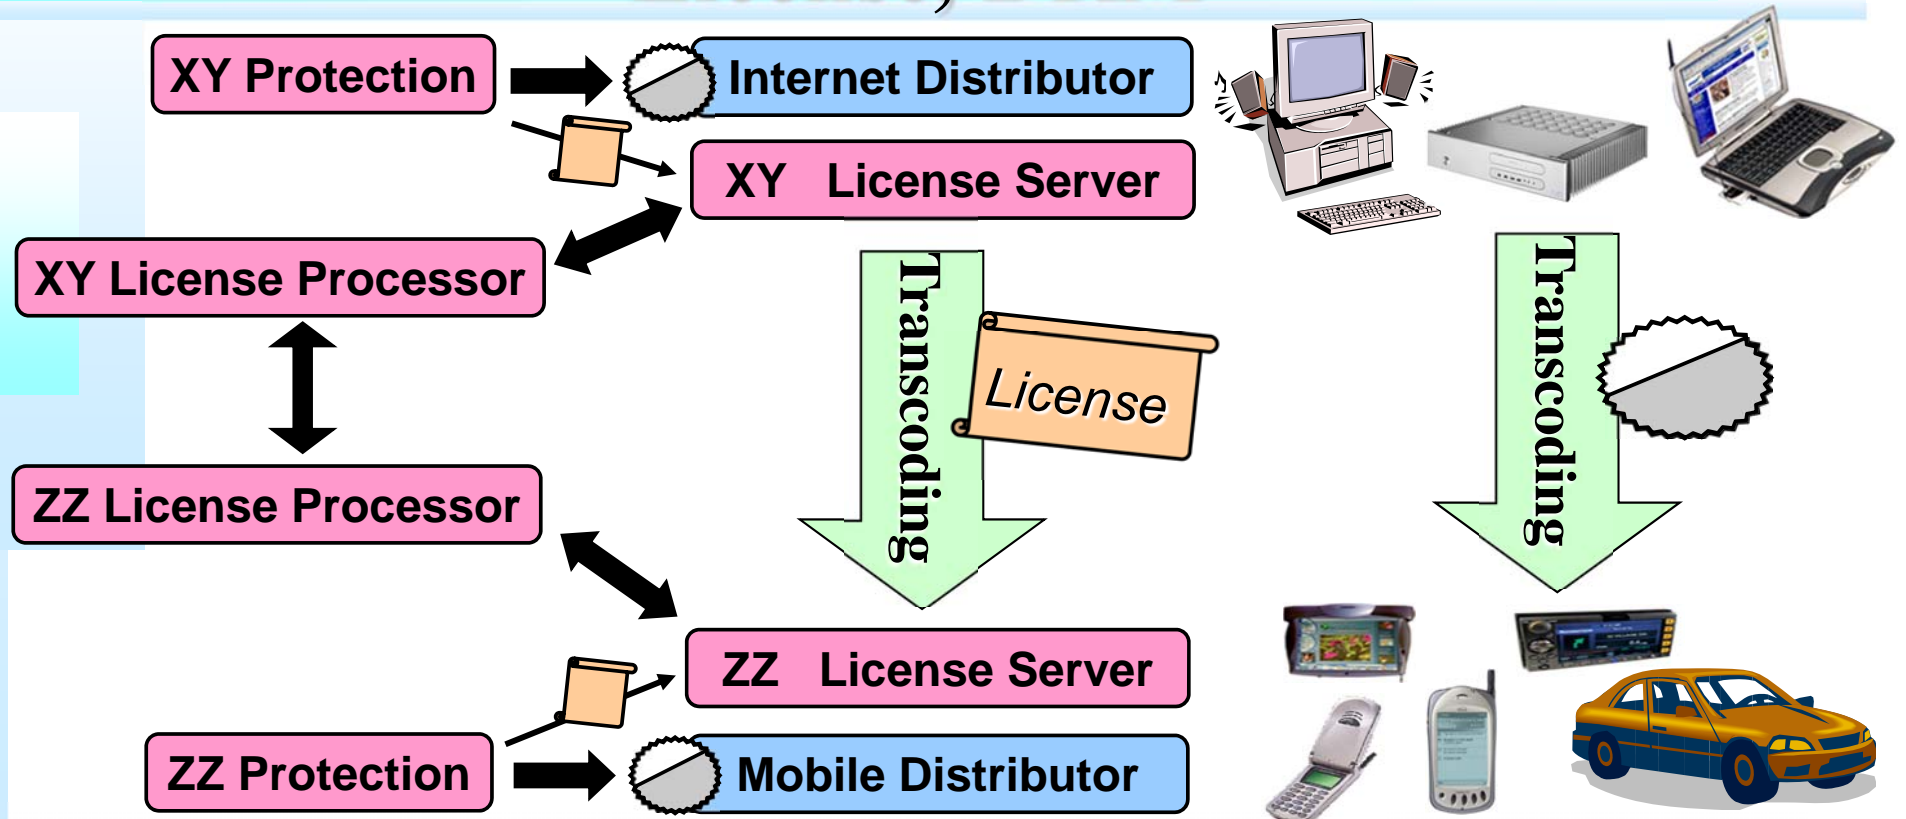 XY Protection
Internet Distributor
XY License Server
XY License Processor
Transcoding
License
Transcoding
ZZ License Processor
ZZ License Server
ZZ Protection
Mobile Distributor